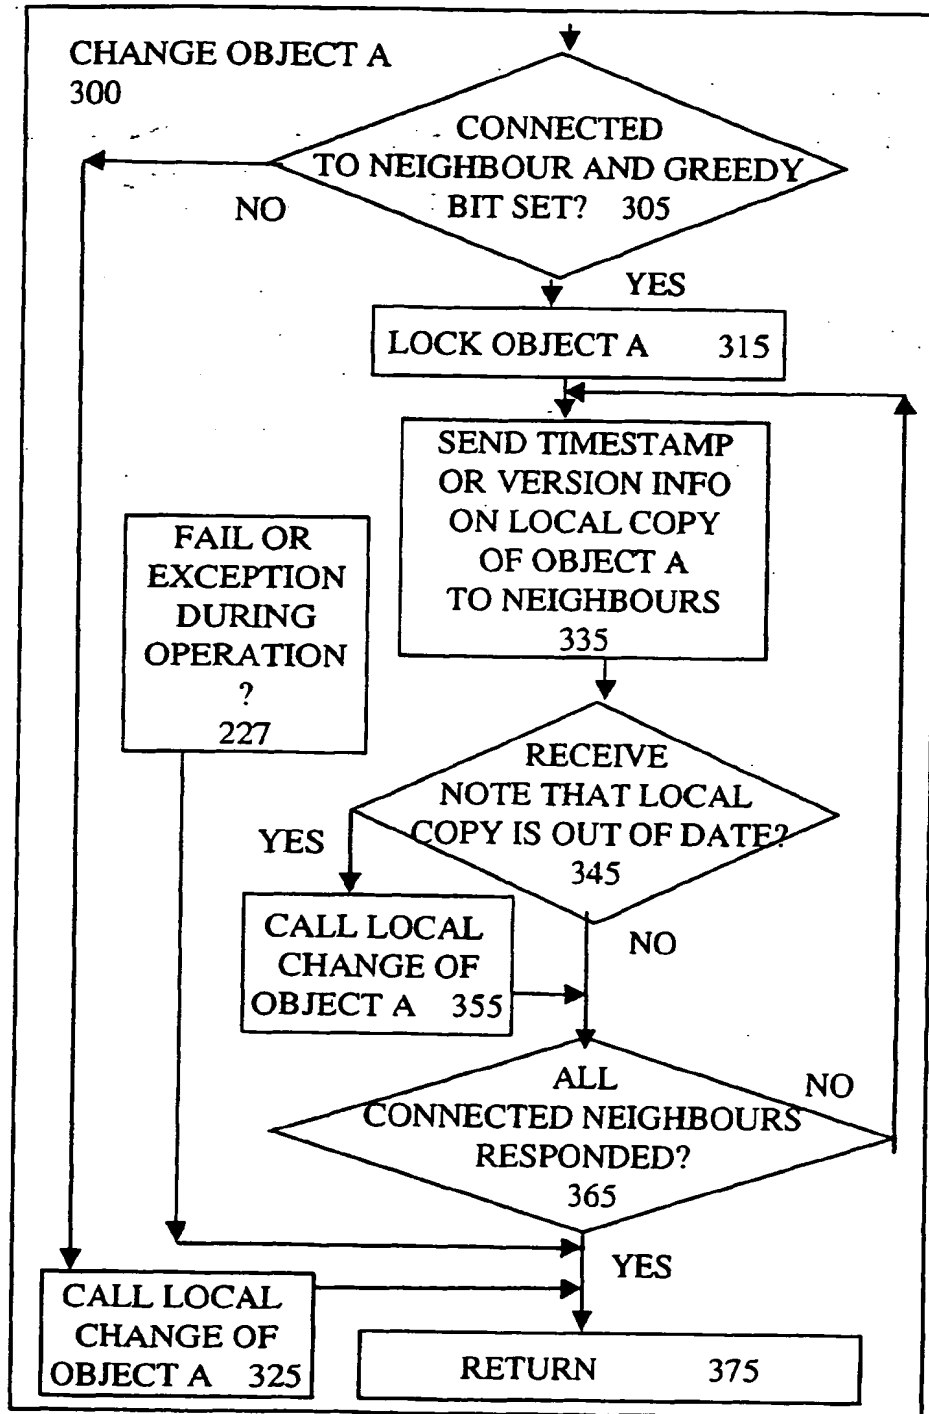 CHANGE OBJECT A
300
CONNECTED
TO NEIGHBOUR AND GREEDY
BIT SET? 305
NO
YES
LOCK OBJECT A 315
SEND TIMESTAMP
OR VERSION INFO
ON LOCAL COPY
OF OBJECT A
TO NEIGHBOURS
335
FAIL OR
EXCEPTION
DURING
OPERATION
?
227
RECEIVE
NOTE THAT LOCAL
COPY IS OUT OF DATE?
345
YES
NO
CALL LOCAL
CHANGE OF
OBJECT A 355
ALL
CONNECTED NEIGHBOURS
RESPONDED?
365
NO
YES
CALL LOCAL
CHANGE OF
OBJECT A 325
RETURN 375